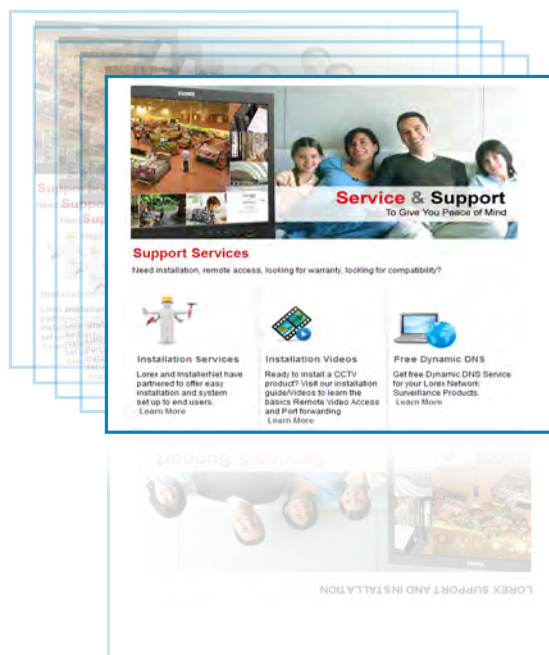 Service & Support
To Give You Peace of Mind
Support Services
Need installation, remote access, looking for warranty, looking for compatibility?
Installation Services
Lorex and InstallerNet have
partnered to offer easy
installation and system
set up to end users.
Learn More
Installation Videos
Ready to install a CCTV
product? Visit our installation
guide/Videos to learn the
basics Remote Video Access
and Port forwarding
Learn More
Free Dynamic DNS
Get free Dynamic DNS Service
for your Lorex Network
Surveillance Products.
Learn More
Service & Support
LOREX SUPPORT AND INSTALLATION